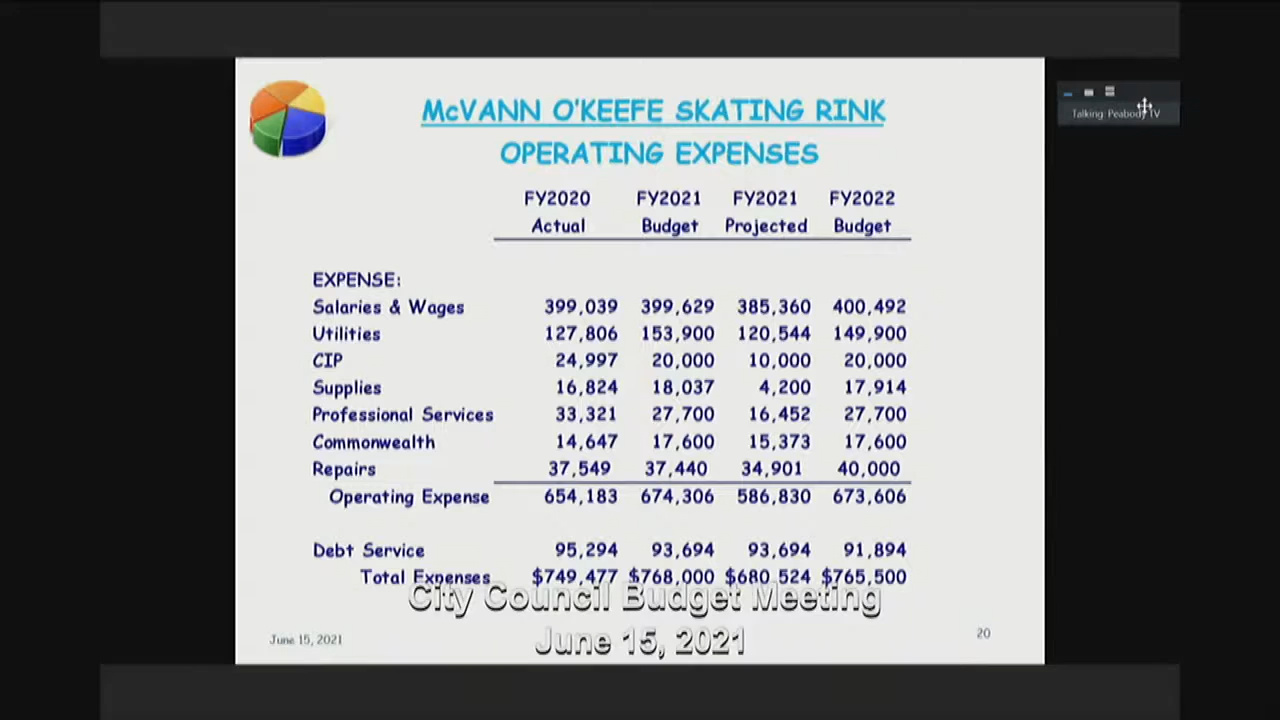 McVANN O'KEEFE SKATING RINK
OPERATING EXPENSES
Talking: Peabody TV
FY2020 FY2021 FY2021 FY2022
Actual Budget Projected Budget
EXPENSE:
Salaries & Wages 399,039 399,629 385,360 400,492
Utilities 127,806 153,900 120,544 149,900
CIP 24,997 20,000 10,000 20,000
Supplies 16,824 18,037 4,200 17,914
Professional Services 33,321 27,700 16,452 27,700
Commonwealth 14,647 17,600 15,373 17,600
Repairs 37,549 37,440 34,901 40,000
Operating Expense 654,183 674,306 586,830 673,606
Debt Service 95,294 93,694 93,694 91,894
Total Expenses $749,477 $768,000 $680,524 $765,500
City Council Budget Meeting
June 15, 2021
June 15, 2021
20